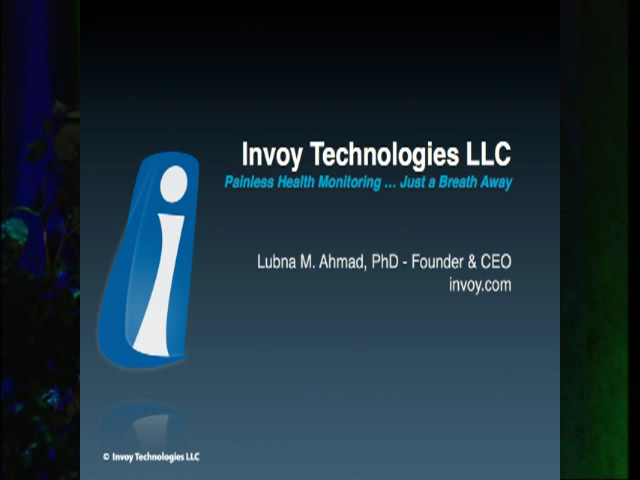 Invoy Technologies LLC
Painless Health Monitoring ... Just a Breath Away
Lubna M. Ahmad, PhD - Founder & CEO
invoy.com
© Invoy Technologies LLC